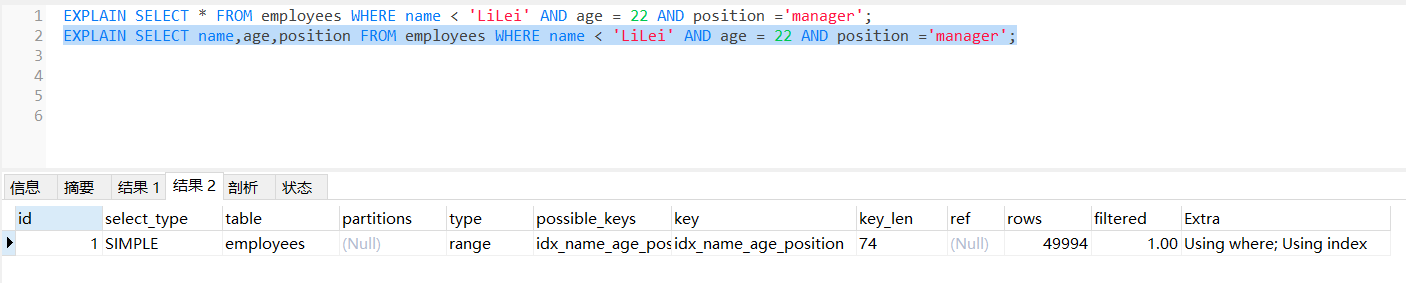 1 EXPLAIN SELECT * FROM employees WHERE name < 'LiLei' AND age = 22 AND position ='manager';
2 EXPLAIN SELECT name,age,position FROM employees WHERE name < 'LiLei' AND age = 22 AND position ='manager';
3
4
5
6
信息 摘要 结果 1 结果 2 剖析 状态
id select_type table partitions type possible_keys key key_len ref rows filtered Extra
1 SIMPLE employees (Null) range idx_name_age_pos idx_name_age_position 74 (Null) 49994 1.00 Using where; Using index